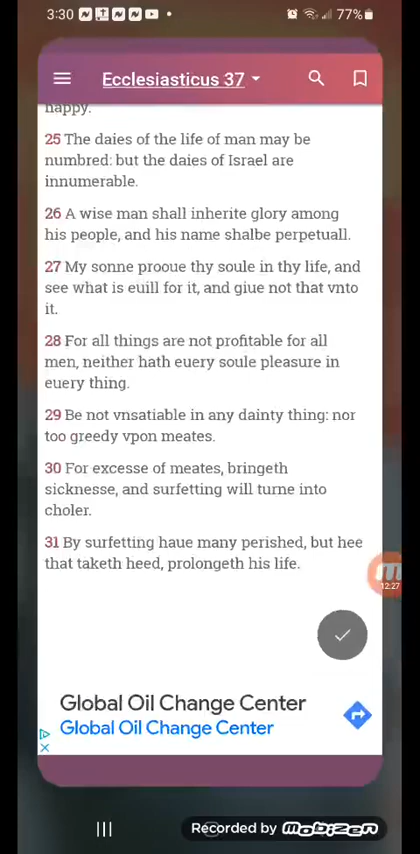 3:30
77%
Ecclesiasticus 37
happy.
25 The daies of the life of man may be
numbred: but the daies of Israel are
innumerable.
26 A wise man shall inherite glory among
his people, and his name shalbe perpetuall.
27 My sonne prooue thy soule in thy life, and
see what is euill for it, and giue not that vnto
it.
28 For all things are not profitable for all
men, neither hath euery soule pleasure in
euery thing.
29 Be not vnsatiable in any dainty thing: nor
too greedy vpon meates.
30 For excesse of meates, bringeth
sicknesse, and surfetting will turne into
choler.
31 By surfetting haue many perished, but hee
that taketh heed, prolongeth his life.
12:27
Global Oil Change Center
Global Oil Change Center
Recorded by mobizen